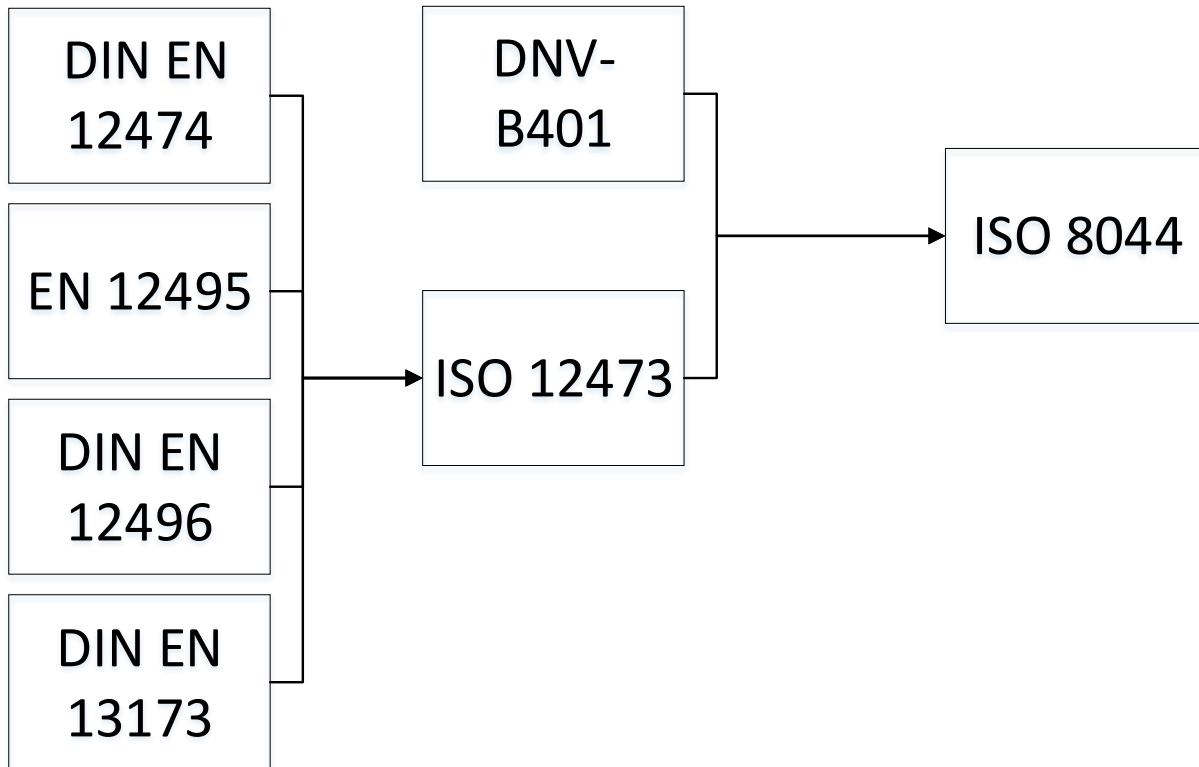 DIN EN
12474
EN 12495
DIN EN
12496
DIN EN
13173
DNV-
B401
ISO 12473
ISO 8044